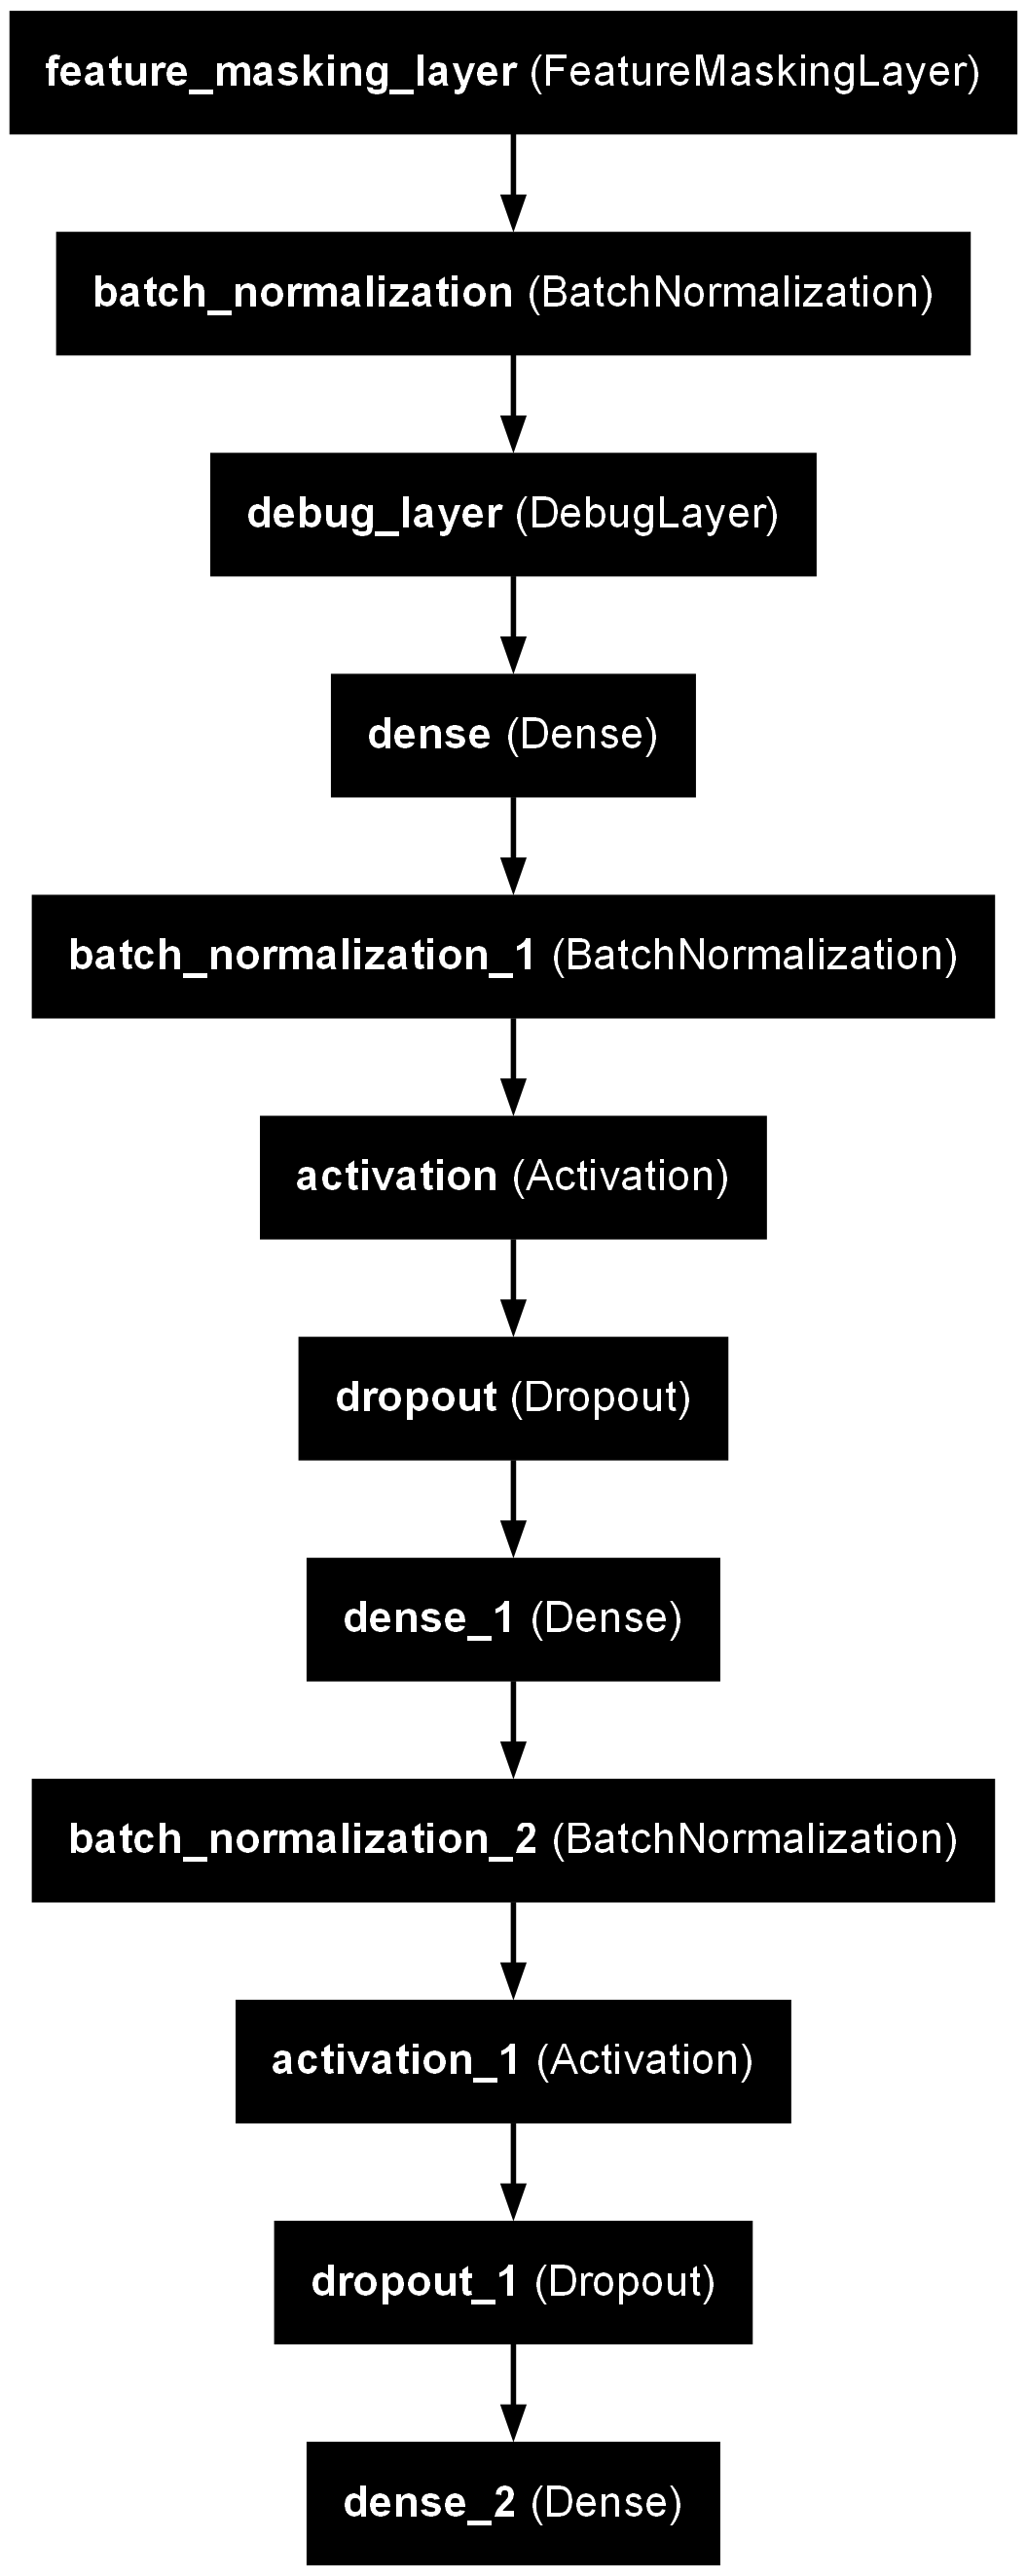 feature_masking_layer (FeatureMaskingLayer)
batch_normalization (BatchNormalization)
debug_layer (DebugLayer)
dense (Dense)
batch_normalization_1 (BatchNormalization)
activation (Activation)
dropout (Dropout)
dense_1 (Dense)
batch_normalization_2 (BatchNormalization)
activation_1 (Activation)
dropout_1 (Dropout)
dense_2 (Dense)